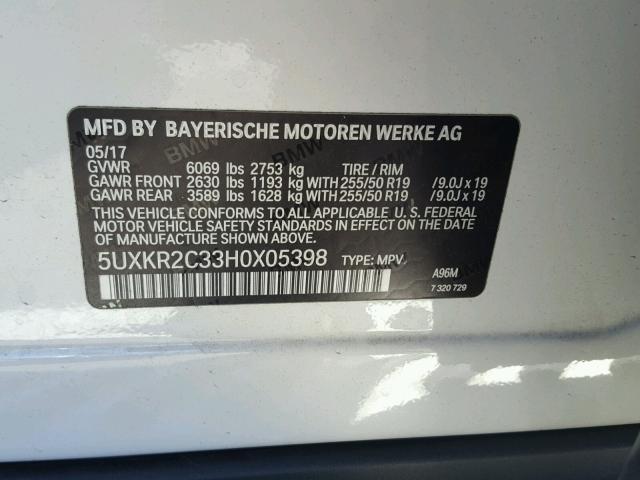 MFD BY BAYERISCHE MOTOREN WERKE AG
05/17
GVWR 6069 lbs 2753 kg TIRE / RIM
GAWR FRONT 2630 lbs 1193 kg WITH 255/50 R19 /9.0J x 19
GAWR REAR 3589 lbs 1628 kg WITH 255/50 R19 /9.0J x 19
THIS VEHICLE CONFORMS TO ALL APPLICABLE U. S. FEDERAL
MOTOR VEHICLE SAFETY STANDARDS IN EFFECT ON THE DATE
OF MANUFACTURE SHOWN ABOVE.
5UXKR2C33H0X05398 TYPE: MPV
A96M
7 320 729